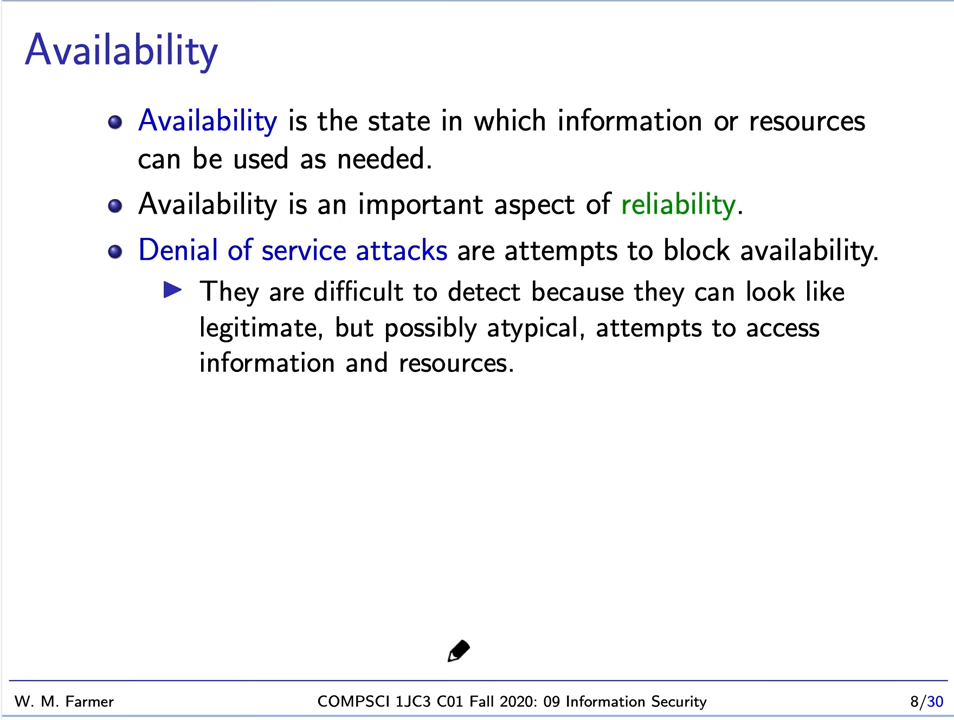 Availability
Availability is the state in which information or resources
can be used as needed.
Availability is an important aspect of reliability.
Denial of service attacks are attempts to block availability.
They are difficult to detect because they can look like
legitimate, but possibly atypical, attempts to access
information and resources.
W. M. Farmer COMPSCI 1JC3 C01 Fall 2020: 09 Information Security 8/30